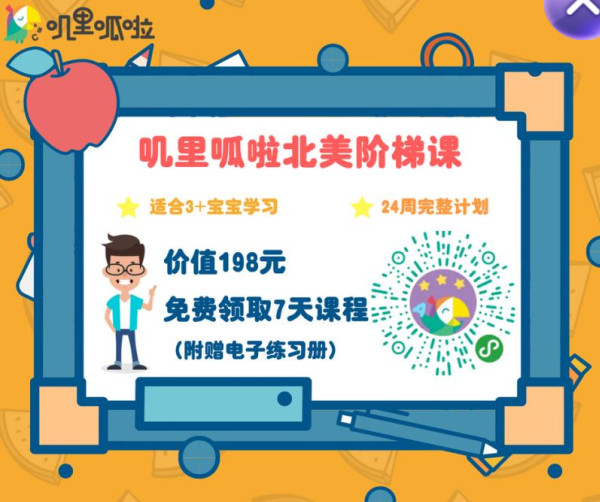 叽里呱啦
叽里呱啦北美阶梯课
适合3+宝宝学习
24周完整计划
价值198元
免费领取7天课程
（附赠电子练习册）